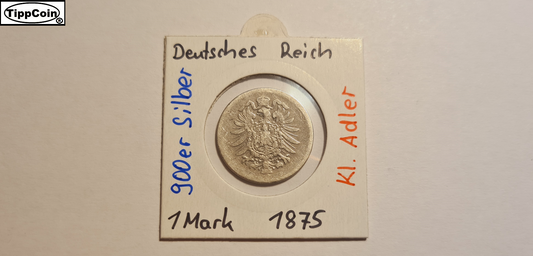 TippCoin®
Deutsches Reich
900er Silber
Kl. Adler
1 Mark 1875